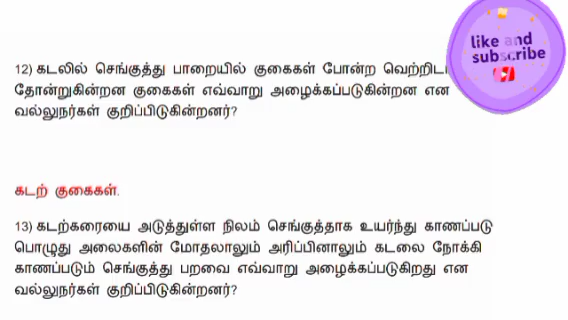 like and
subscribe
12) கடலில் செங்குத்து பாறையில் குகைகள் போன்ற
தோன்றுகின்றன குகைகள் எவ்வாறு அழைக்கப்படுகின்றன என
வல்லுநர்கள் குறிப்பிடுகின்றனர்?
கடற் குகைகள்.
13) கடற்கரையை அடுத்துள்ள நிலம் செங்குத்தாக உயர்ந்து காணப்படு
பொழுது அலைகளின் மோதலாலும் அரிப்பினாலும் கடலை நோக்கி
காணப்படும் செங்குத்து பறவை எவ்வாறு அழைக்கப்படுகிறது என
வல்லுநர்கள் குறிப்பிடுகின்றனர்?